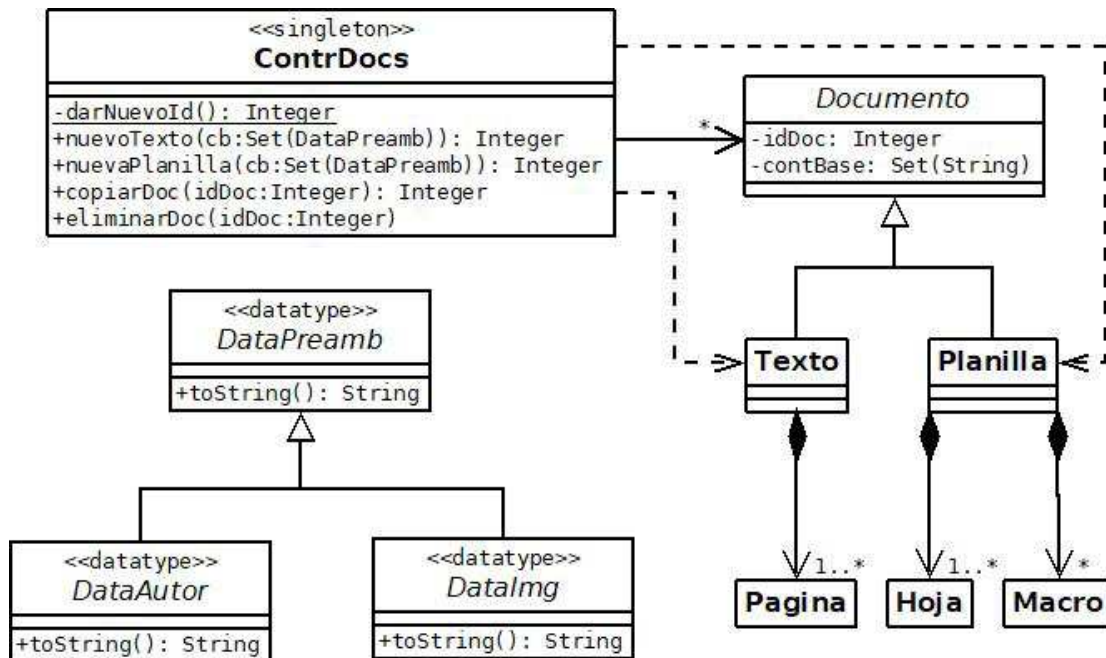 <<singleton>>
ContrDocs
-darNuevoId(): Integer
+nuevoTexto(cb:Set(DataPreamb)): Integer
+nuevaPlanilla(cb:Set(DataPreamb)): Integer
+copiarDoc(idDoc:Integer): Integer
+eliminarDoc(idDoc:Integer)
*
Documento
-idDoc: Integer
-contBase: Set(String)
<<datatype>>
DataPreamb
+toString(): String
Texto
Planilla
<<datatype>>
DataAutor
+toString(): String
<<datatype>>
DataImg
+toString(): String
1..*
1..*
*
Pagina
Hoja
Macro